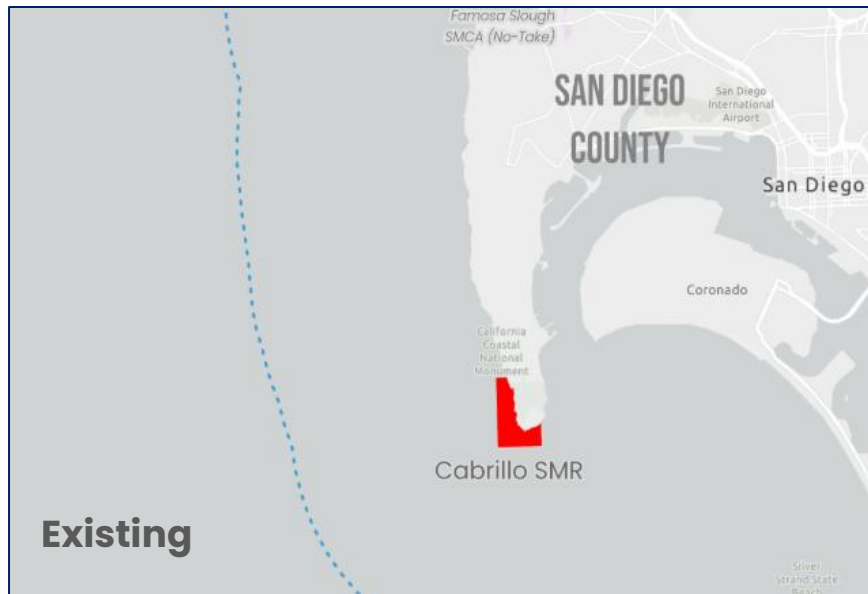 Famosa Slough
SMCA (No-Take)
SAN DIEGO
COUNTY
San Diego
International
Airport
San Diego
Coronado
California
Coastal
National
Monument
Cabrillo SMR
Existing
Silver
Strand State
Beach